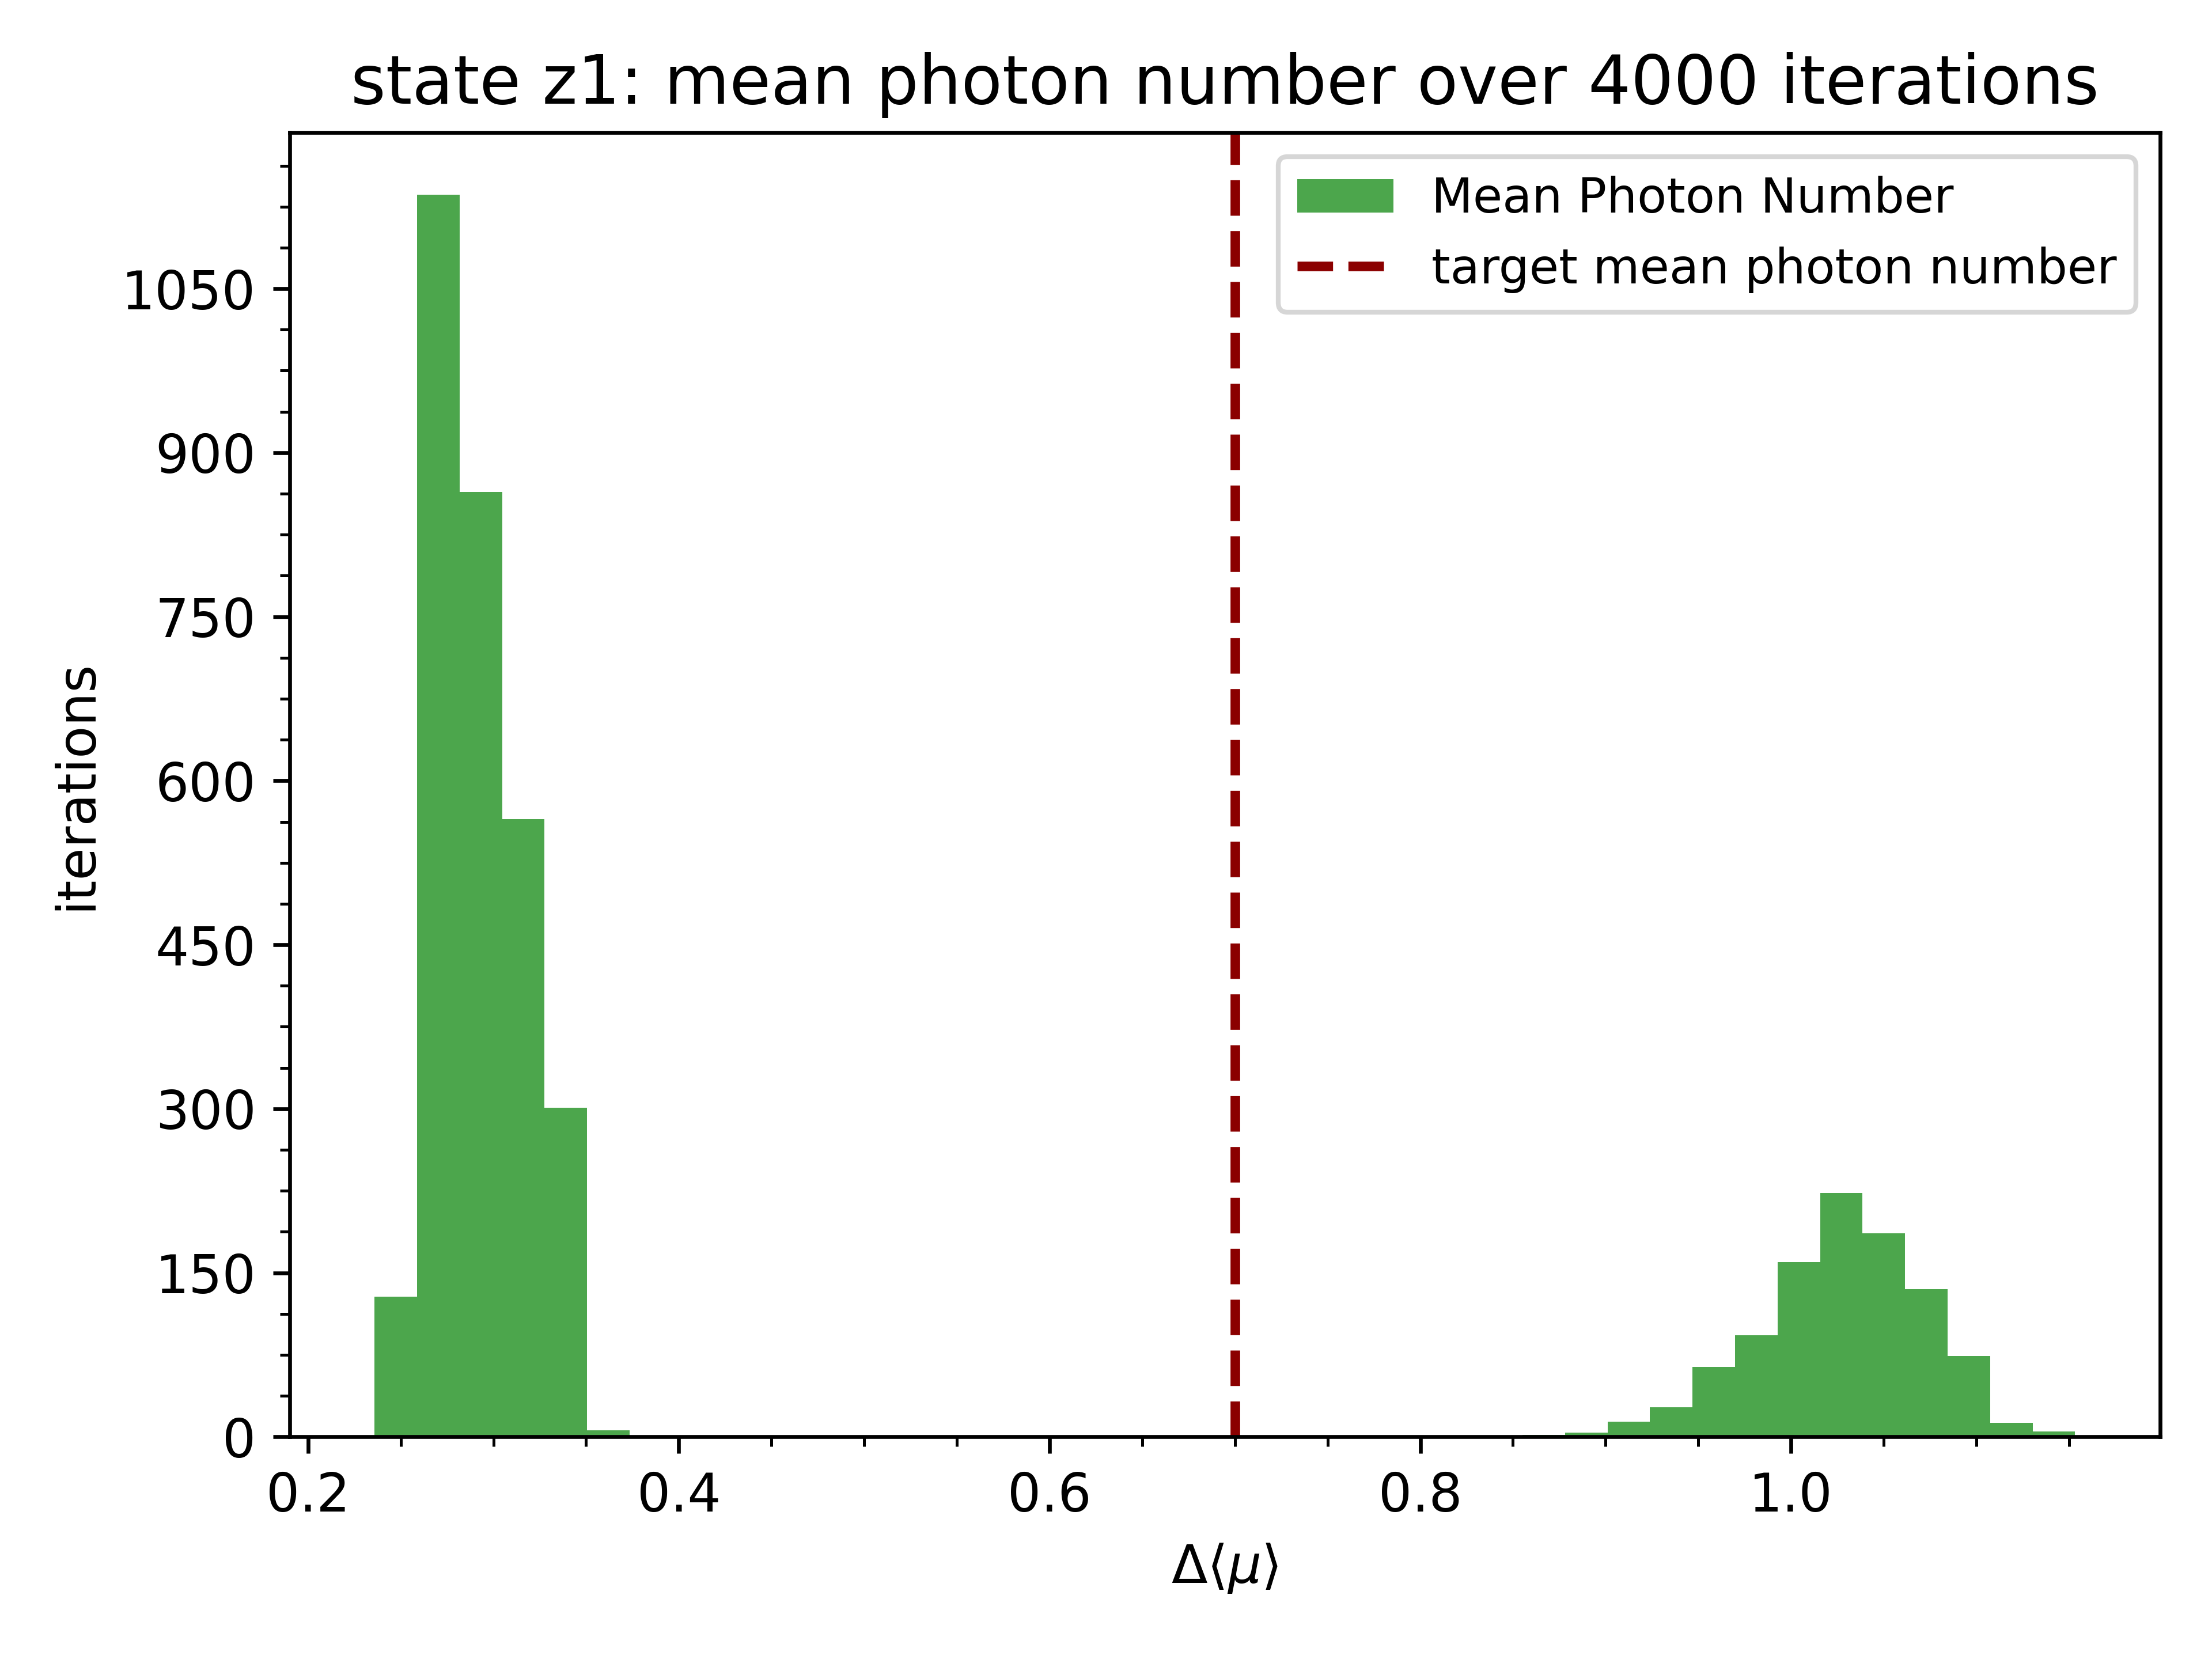 state z1: mean photon number over 4000 iterations
Mean Photon Number
target mean photon number
1050
900
750
600
450
300
150
0
iterations
0.2 0.4 0.6 0.8 1.0
Δ⟨μ⟩